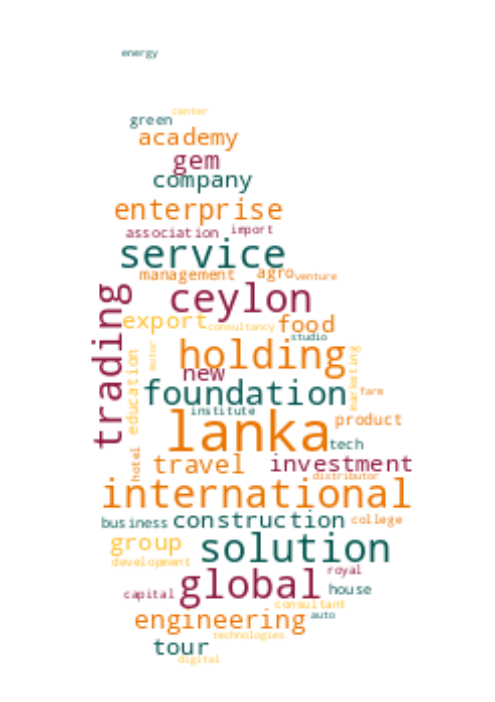 energy
center
green
academy
gem
company
enterprise
association import
service
management agro venture
ceylon
trading
export consultancy food
studio
holding
motor
education
marketing
new
foundation
farm
institute
lanka
product
tech
hotel
travel investment
distributor
international
business construction college
group
solution
development
royal
global
capital
house
consultant
engineering auto
technologies
tour
digital